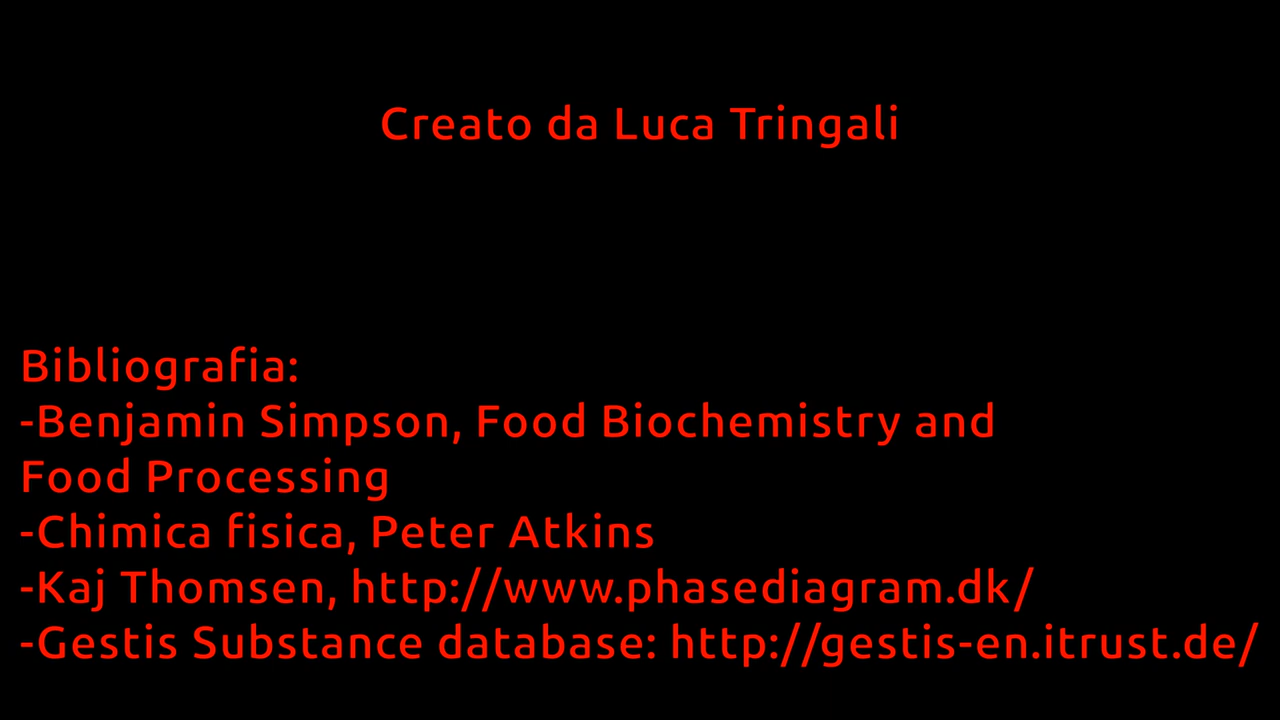 Creato da Luca Tringali
Bibliografia:
-Benjamin Simpson, Food Biochemistry and
Food Processing
-Chimica fisica, Peter Atkins
-Kaj Thomsen, http://www.phasediagram.dk/
-Gestis Substance database: http://gestis-en.itrust.de/